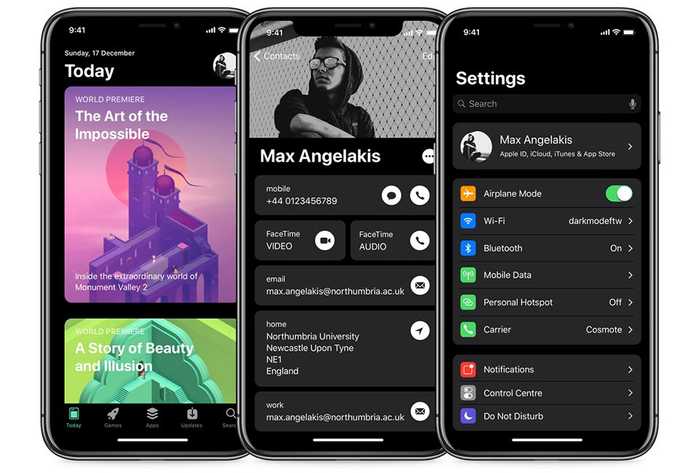 9:41
Sunday, 17 December
Today
WORLD PREMIERE
The Art of the
Impossible
Inside the extraordinary world of
Monument Valley 2
WORLD PREMIERE
A Story of Beauty
and Illusion
Today
Games
Apps
Updates
Sear
9:41
Contacts
Ed
Max Angelakis
mobile
+44 0123456789
FaceTime
VIDEO
FaceTime
AUDIO
email
max.angelakis@northumbria.ac.uk
home
Northumbria University
Newcastle Upon Tyne
NE1
England
work
max.angelakis@northumbria.ac.uk
9:41
Settings
Search
Max Angelakis
Apple ID, iCloud, iTunes & App Store
Airplane Mode
Wi-Fi
darkmodeftw
Bluetooth
On
Mobile Data
Personal Hotspot
Off
Carrier
Cosmote
Notifications
Control Centre
Do Not Disturb